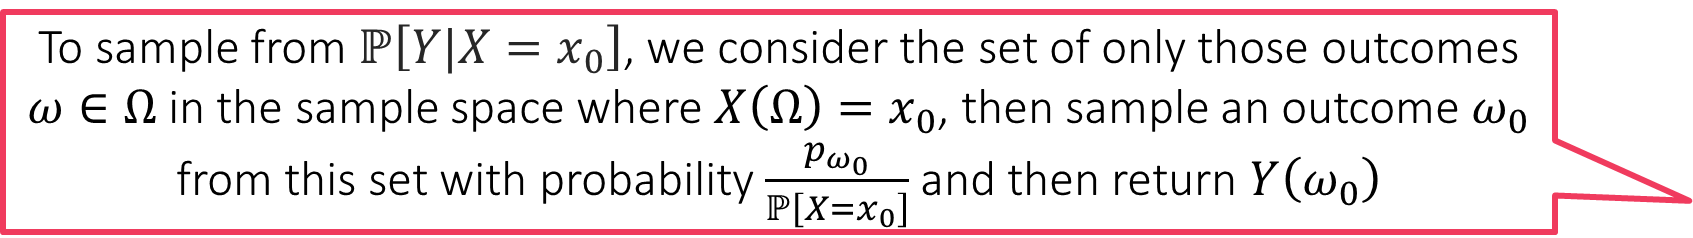 To sample from ℙ[𝑌|𝑋 = 𝑥₀], we consider the set of only those outcomes
𝜔 ∈ Ω in the sample space where 𝑋(Ω) = 𝑥₀, then sample an outcome 𝜔₀
from this set with probability 𝑝_𝜔₀/ℙ[𝑋=𝑥₀] and then return 𝑌(𝜔₀)